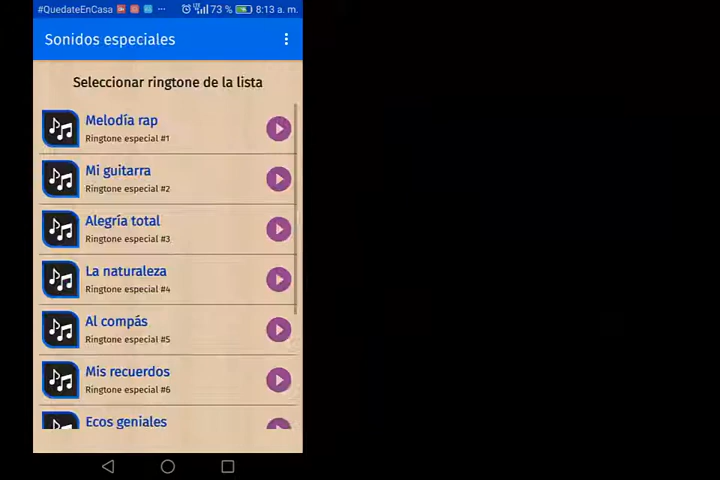 #QuedateEnCasa ... 73 % 8:13 a. m.
Sonidos especiales
Seleccionar ringtone de la lista
Melodía rap
Ringtone especial #1
Mi guitarra
Ringtone especial #2
Alegría total
Ringtone especial #3
La naturaleza
Ringtone especial #4
Al compás
Ringtone especial #5
Mis recuerdos
Ringtone especial #6
Ecos geniales